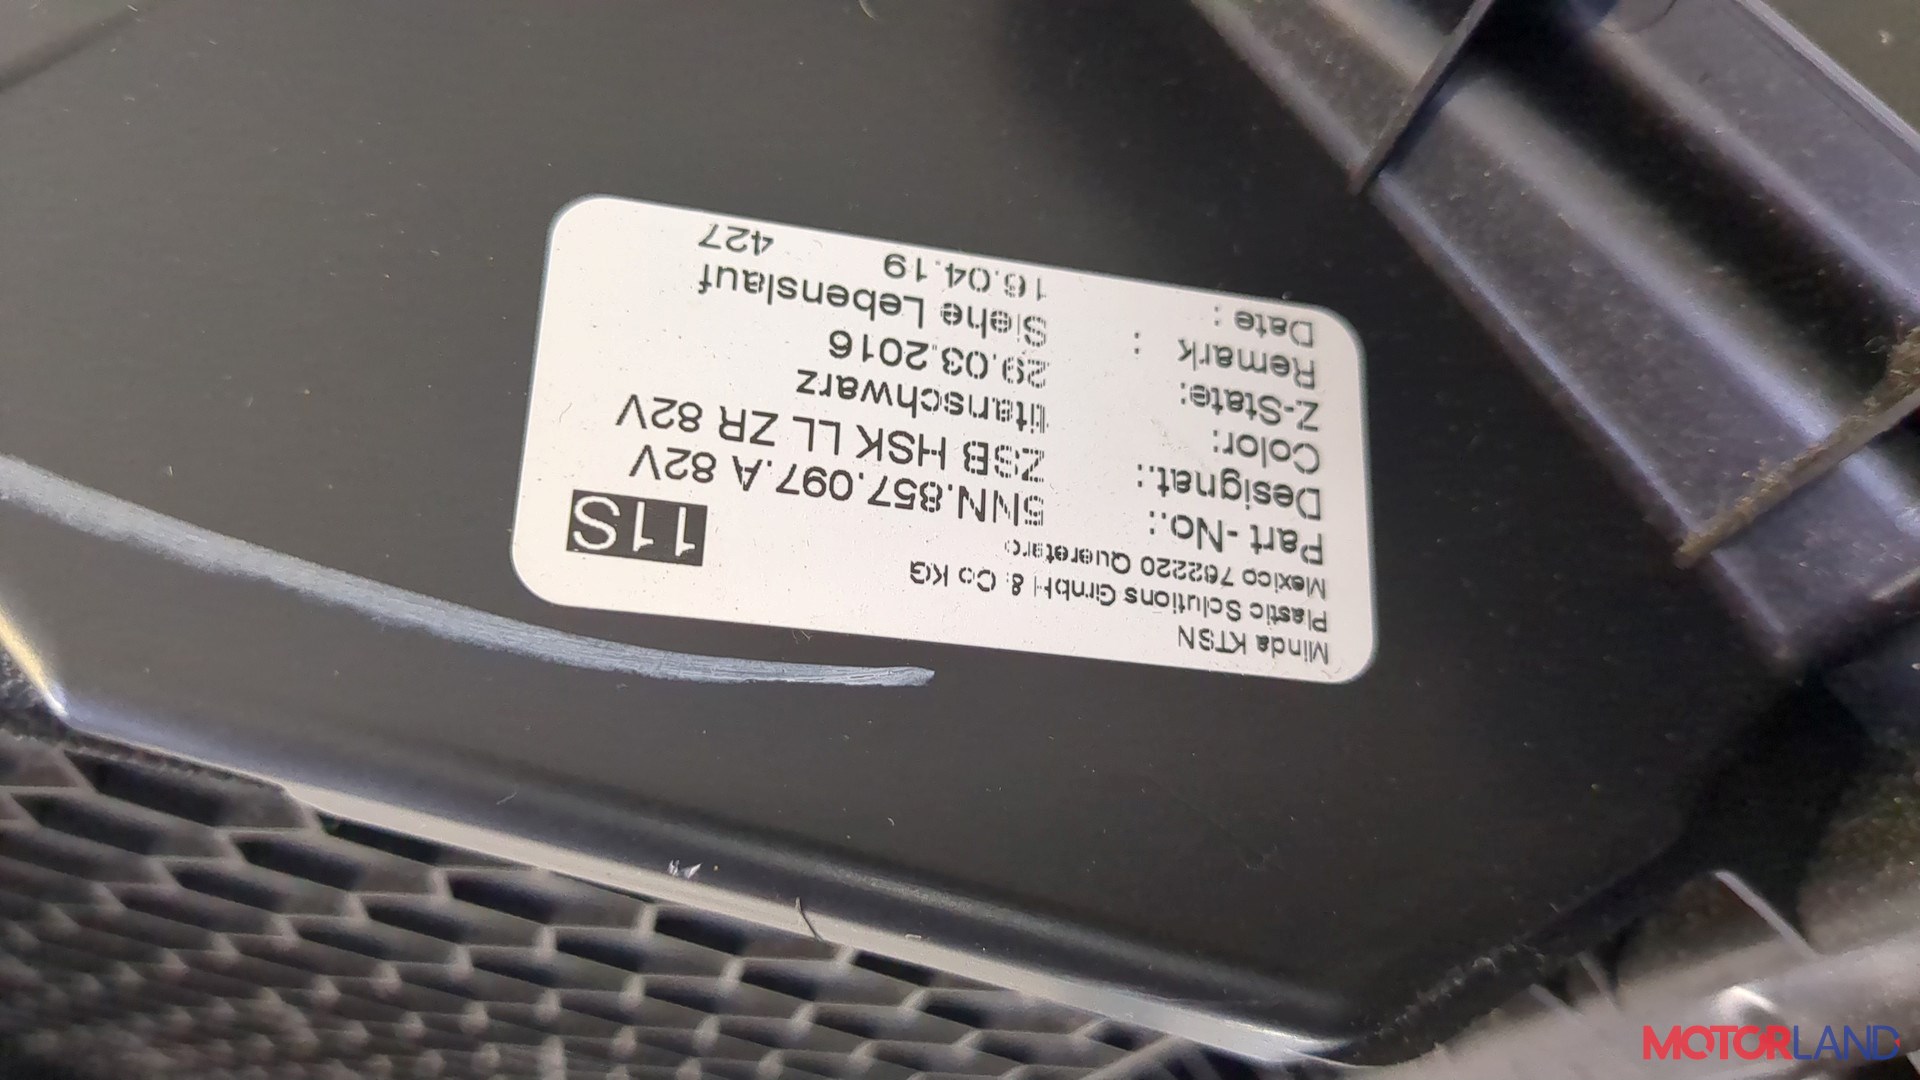 Minda KTSN
Plastic Solutions GmbH & Co KG
Mexico 762220 Queretaro
11S
Part -No.: 5NN.857.097.A 82V
Designat.: ZSB HSK LL ZR 82V
Color: titanschwarz
Z-State: 29.03.2016
Remark : Siehe Lebenslauf
Date : 16.04.19 427
MOTORLAND